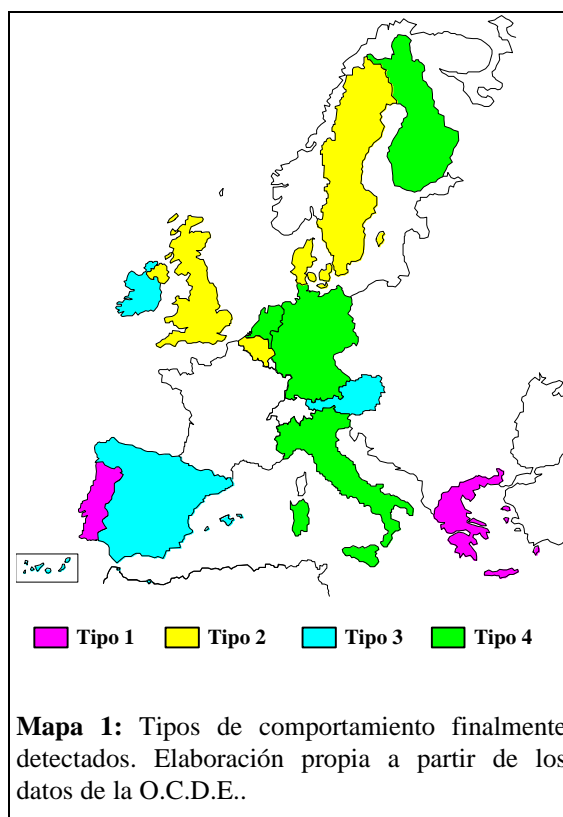 Tipo 1 Tipo 2 Tipo 3 Tipo 4
Mapa 1: Tipos de comportamiento finalmente
detectados. Elaboración propia a partir de los
datos de la O.C.D.E..